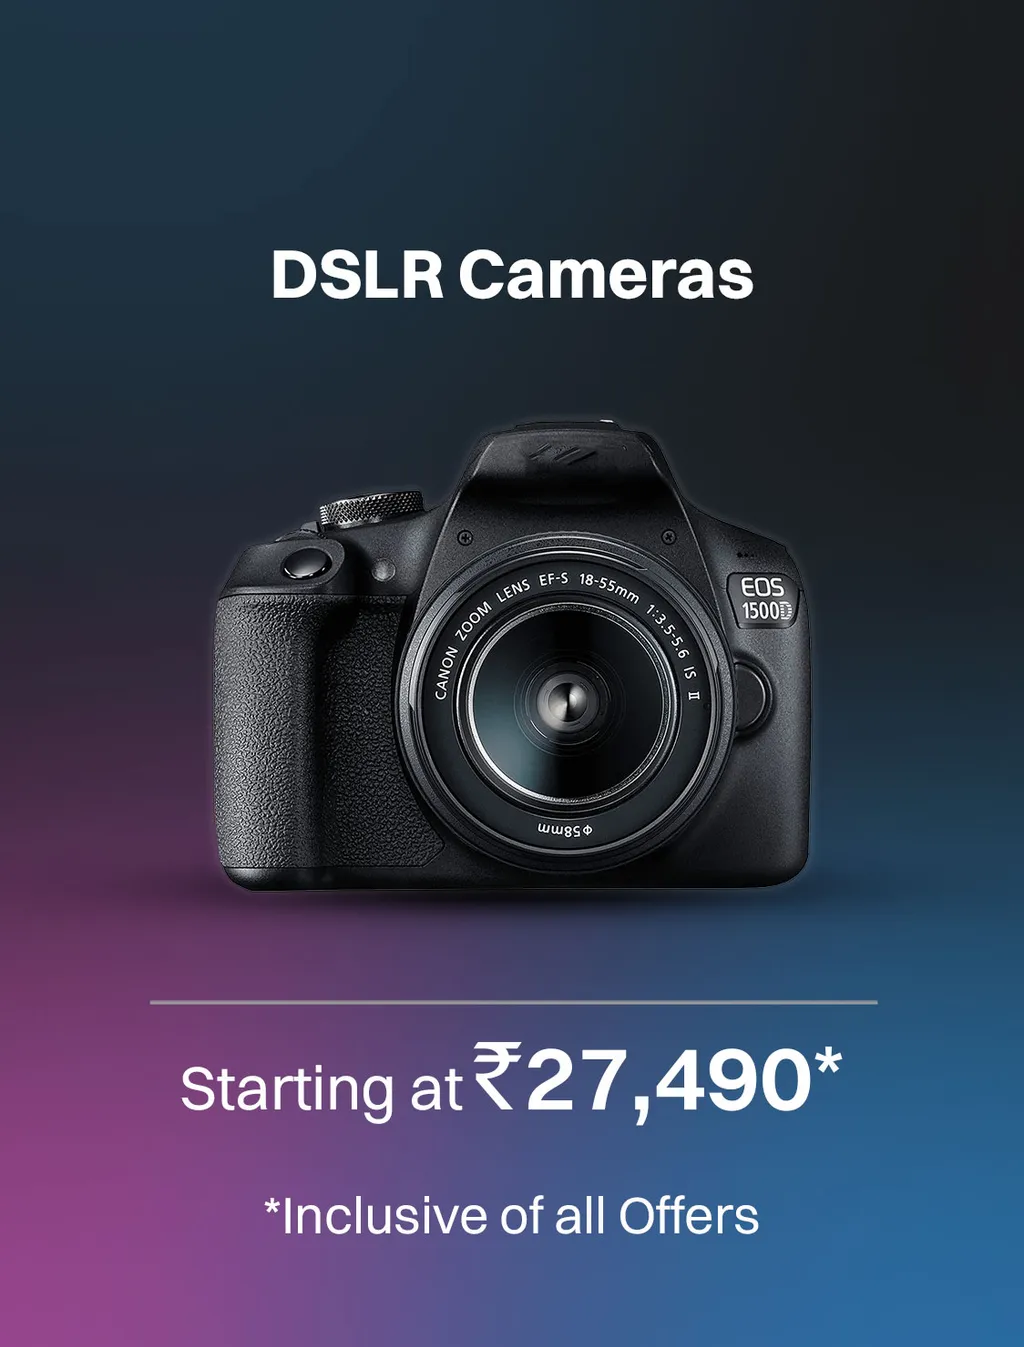 DSLR Cameras
EOS
1500D
CANON ZOOM LENS EF-S 18-55mm 1:3.5-5.6 IS II
φ58mm
Starting at ₹27,490*
*Inclusive of all Offers